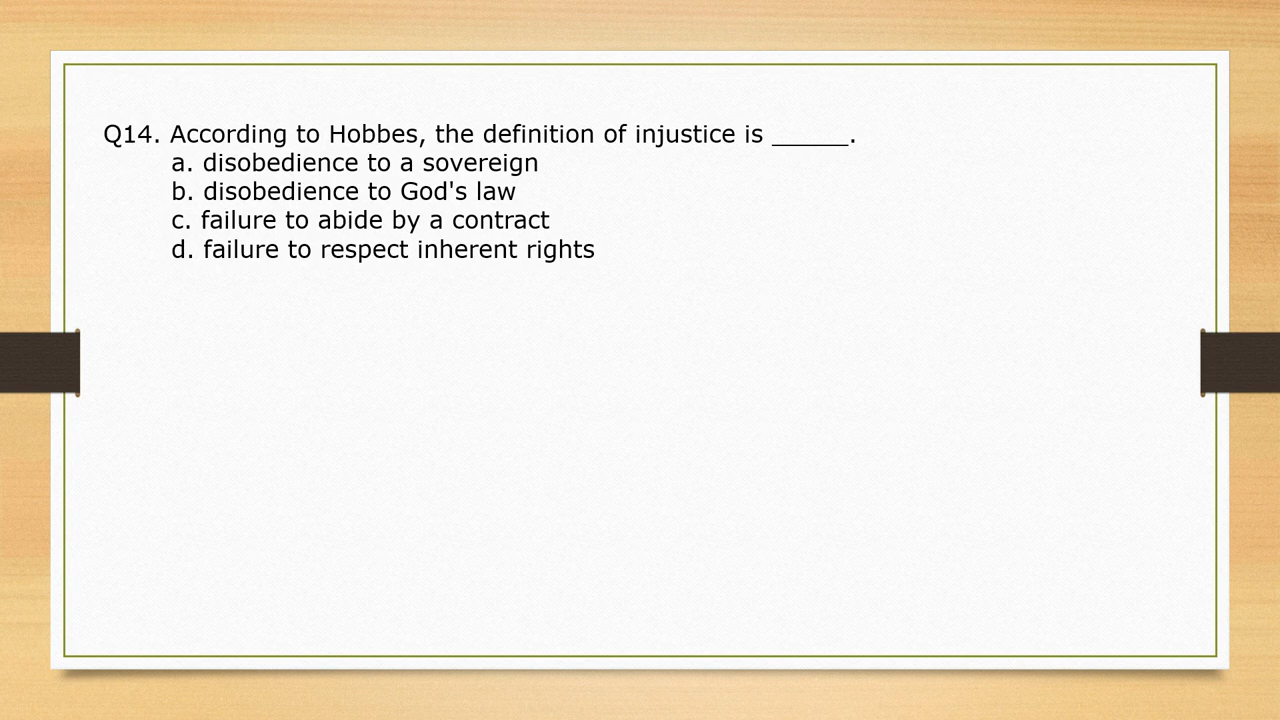 Q14. According to Hobbes, the definition of injustice is ______.
a. disobedience to a sovereign
b. disobedience to God's law
c. failure to abide by a contract
d. failure to respect inherent rights